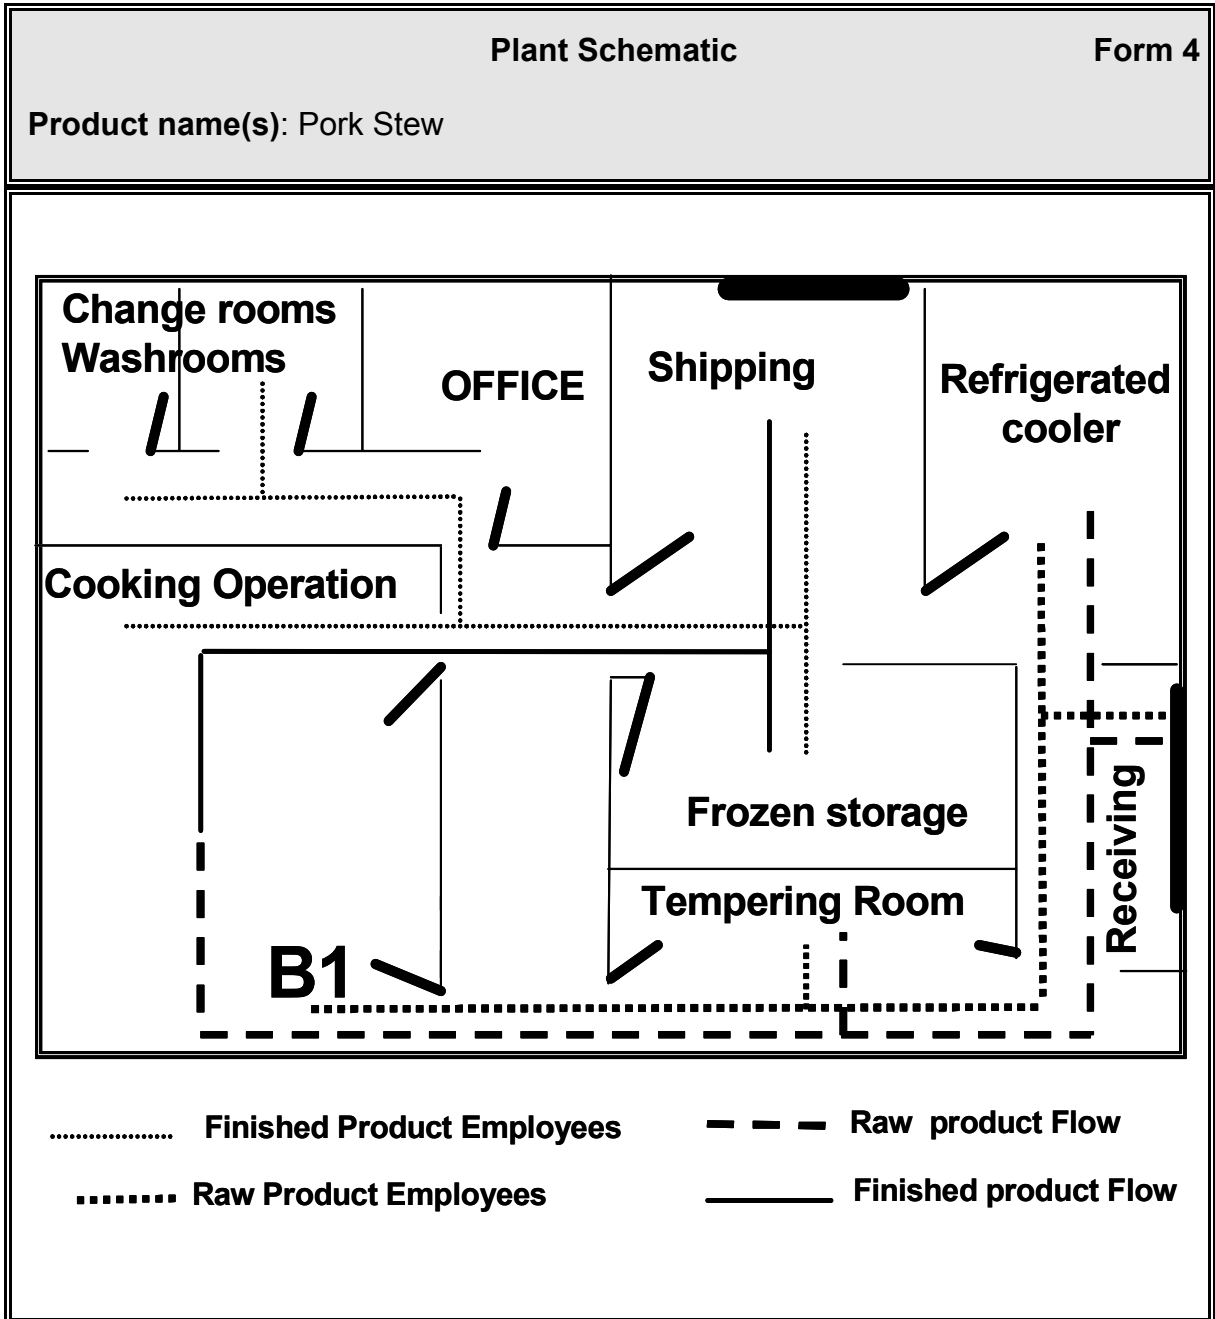 Plant Schematic Form 4
Product name(s): Pork Stew
Change rooms
Washrooms
OFFICE
Shipping
Refrigerated
cooler
Cooking Operation
Frozen storage
Receiving
Tempering Room
B1
Finished Product Employees
Raw product Flow
Raw Product Employees
Finished product Flow